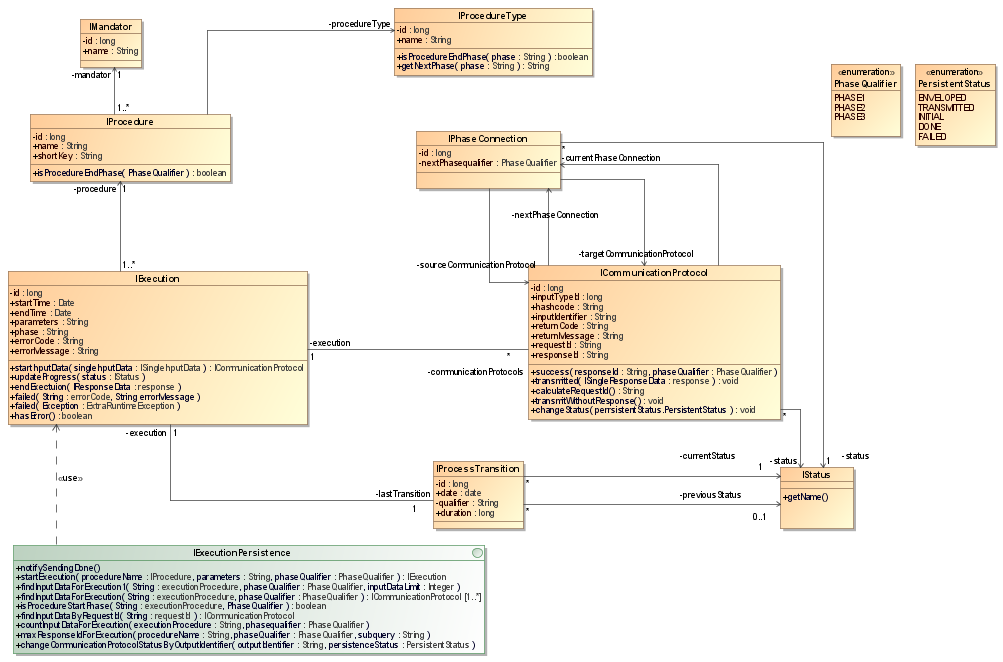 IMandator
-id : long
+name : String
-mandator
1
1..*
-procedureType
IProcedureType
-id : long
+name : String
+isProcedureEndPhase( phase : String ) : boolean
+getNextPhase( phase : String ) : String
«enumeration»
PhaseQualifier
PHASE1
PHASE2
PHASE3
«enumeration»
PersistentStatus
ENVELOPED
TRANSMITTED
INITIAL
DONE
FAILED
IProcedure
-id : long
+name : String
+shortKey : String
+isProcedureEndPhase( PhaseQualifier ) : boolean
-procedure
1
1..*
IPhaseConnection
-id : long
-nextPhasequalifier : PhaseQualifier
*
-currentPhaseConnection
-nextPhaseConnection
-sourceCommunicationProtocol
-targetCommunicationProtocol
IExecution
-id : long
+startTime : Date
+endTime : Date
+parameters : String
+phase : String
+errorCode : String
+errorMessage : String
+startInputData( singleInputData : ISingleInputData ) : ICommunicationProtocol
+updateProgress( status : IStatus )
+endExectuion( IResponseData : response )
+failed( String : errorCode, String errorMessage )
+failed( Exception : ExtraRuntimeException )
+hasError() : boolean
-execution
1
*
-communicationProtocols
ICommunicationProtocol
-id : long
+inputTypeId : long
+hashcode : String
+inputIdentifier : String
+returnCode : String
+returnMessage : String
+requestId : String
+responseId : String
+success( responseId : String, phaseQualifier : PhaseQualifier )
+transmitted( ISingleResponseData : response ) : void
+calculateRequestId() : String
+transmitWithoutResponse() : void
+changeStatus( perrsistentStatus.PersistentStatus ) : void
*
-execution
1
«use»
-lastTransition
1
IProcessTransition
-id : long
+date : date
-qualifier : String
+duration : long
*
*
-currentStatus
1
-previousStatus
0..1
-status
1
-status
IStatus
+getName()
IExecutionPersistence
+notifySendingDone()
+startExecution( procedureName : IProcedure, parameters : String, phaseQualifier : PhaseQualifier ) : IExecution
+findInputDataForExecution1( String : executionProcedure, phaseQualifier : PhaseQualifier, inputDataLimit : Integer )
+findInputDataForExecution( String : executionProcedure, phaseQualifier : PhaseQualifier ) : ICommunicationProtocol [1..*]
+isProcedureStartPhase( String : executionProcedure, PhaseQualifier ) : boolean
+findInputDataByRequestId( String : requestId ) : ICommunicationProtocol
+countInputDataForExecution( executionProcedure : String, phasequalifier : PhaseQualifier )
+maxResponseIdForExecution( procedureName : String, phaseQualifier : PhaseQualifier, subquery : String )
+changeCommunicationProtocolStatusByOutputIdentifier( outputIdentifier : String, persistenceStatus : PersistentStatus )